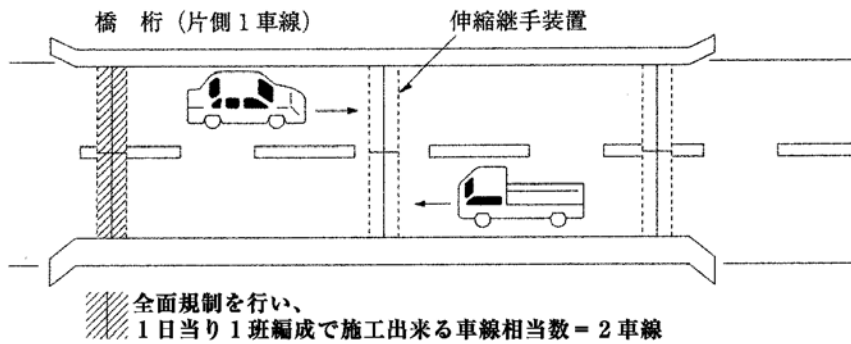 橋 桁（片側１車線）
伸縮継手装置
全面規制を行い、
１日当り１班編成で施工出来る車線相当数＝２車線